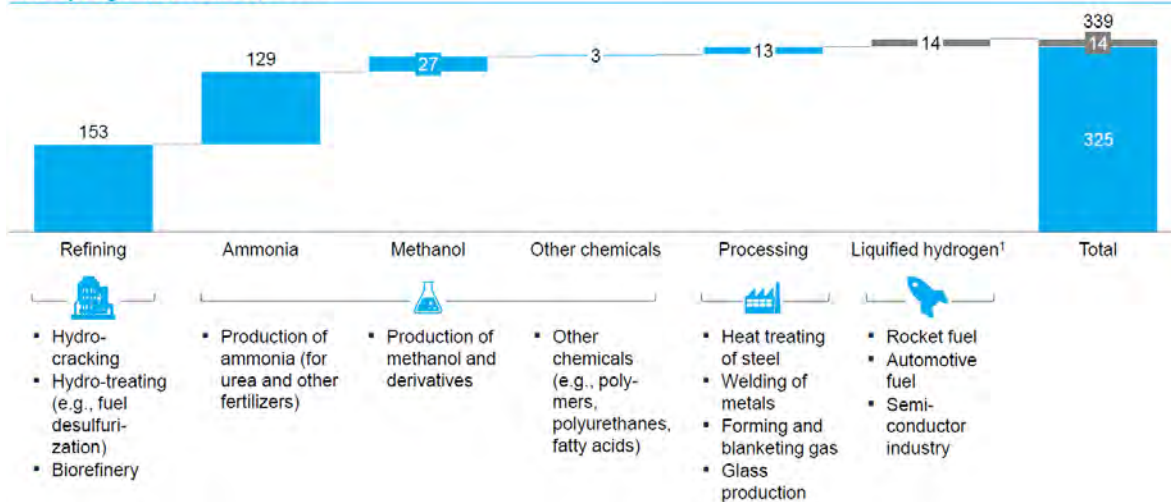 339
14
14
13
3
27
129
153
325
Refining
Ammonia
Methanol
Other chemicals
Processing
Liquified hydrogen¹
Total
▪ Hydro-
cracking
▪ Hydro-treating
(e.g., fuel
desulfuri-
zation)
▪ Biorefinery
▪ Production of
ammonia (for
urea and other
fertilizers)
▪ Production of
methanol and
derivatives
▪ Other
chemicals
(e.g., poly-
mers,
polyurethanes,
fatty acids)
▪ Heat treating
of steel
▪ Welding of
metals
▪ Forming and
blanketing gas
▪ Glass
production
▪ Rocket fuel
▪ Automotive
fuel
▪ Semi-
conductor
industry